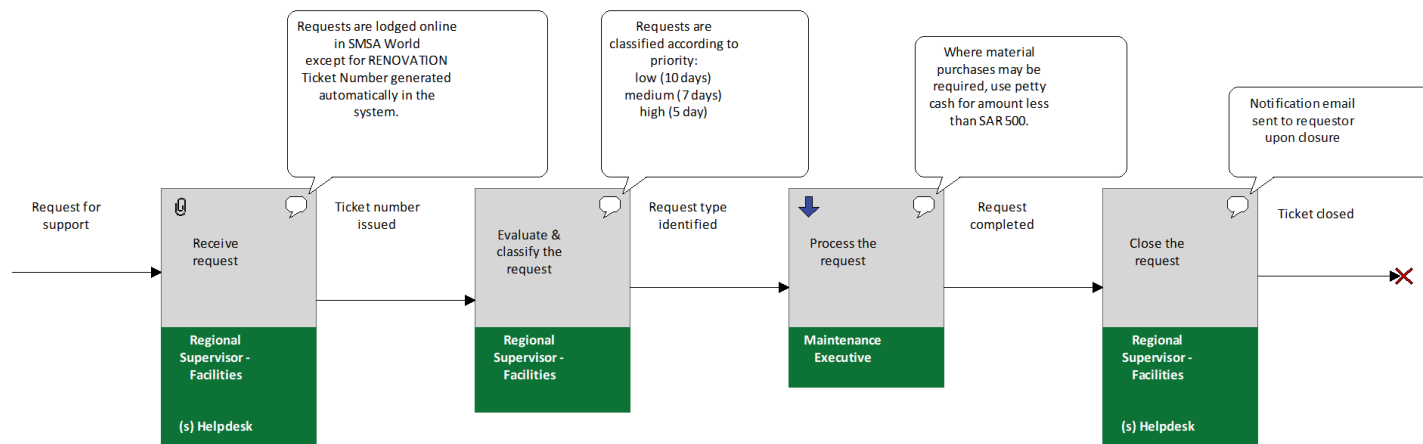 Requests are lodged online
in SMSA World
except for RENOVATION
Ticket Number generated
automatically in the
system.
Requests are
classified according to
priority:
low (10 days)
medium (7 days)
high (5 day)
Where material
purchases may be
required, use petty
cash for amount less
than SAR 500.
Notification email
sent to requestor
upon closure
Request for
support
Receive
request
Ticket number
issued
Evaluate &
classify the
request
Request type
identified
Process the
request
Request
completed
Close the
request
Ticket closed
Regional
Supervisor -
Facilities
(s) Helpdesk
Regional
Supervisor -
Facilities
Maintenance
Executive
Regional
Supervisor -
Facilities
(s) Helpdesk